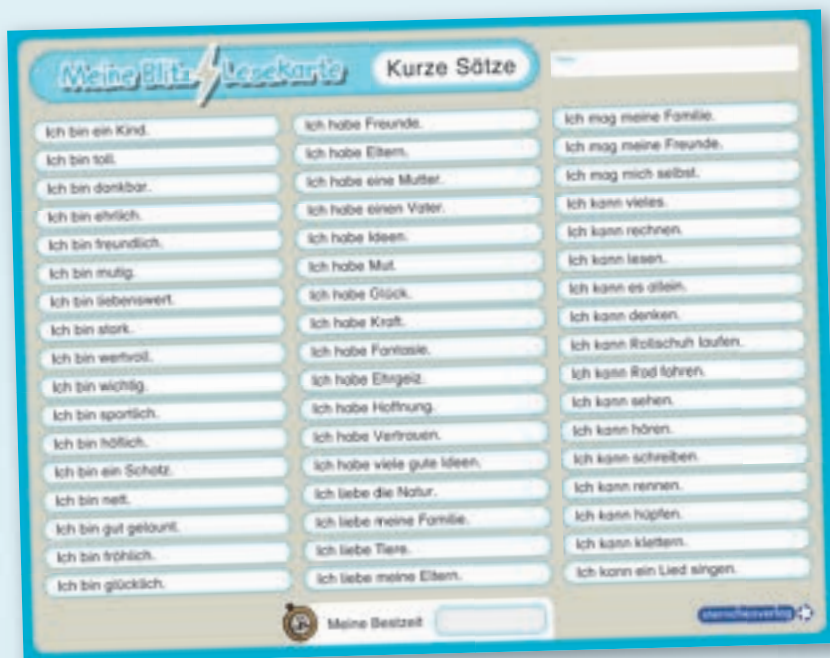 Meine Blitz Lesekarte
Kurze Sätze
Ich bin ein Kind.
Ich bin toll.
Ich bin dankbar.
Ich bin ehrlich.
Ich bin freundlich.
Ich bin mutig.
Ich bin liebenswert.
Ich bin stark.
Ich bin wertvoll.
Ich bin wichtig.
Ich bin sportlich.
Ich bin höflich.
Ich bin ein Schatz.
Ich bin nett.
Ich bin gut gelaunt.
Ich bin fröhlich.
Ich bin glücklich.
Ich habe Freunde.
Ich habe Eltern.
Ich habe eine Mutter.
Ich habe einen Vater.
Ich habe Ideen.
Ich habe Mut.
Ich habe Glück.
Ich habe Kraft.
Ich habe Fantasie.
Ich habe Ehrgeiz.
Ich habe Hoffnung.
Ich habe Vertrauen.
Ich habe viele gute Ideen.
Ich liebe die Natur.
Ich liebe meine Familie.
Ich liebe Tiere.
Ich liebe meine Eltern.
Ich mag meine Familie.
Ich mag meine Freunde.
Ich mag mich selbst.
Ich kann vieles.
Ich kann rechnen.
Ich kann lesen.
Ich kann es allein.
Ich kann denken.
Ich kann Rollschuh laufen.
Ich kann Rad fahren.
Ich kann sehen.
Ich kann hören.
Ich kann schreiben.
Ich kann rennen.
Ich kann hüpfen.
Ich kann klettern.
Ich kann ein Lied singen.
Meine Bestzeit
sternchenverlag